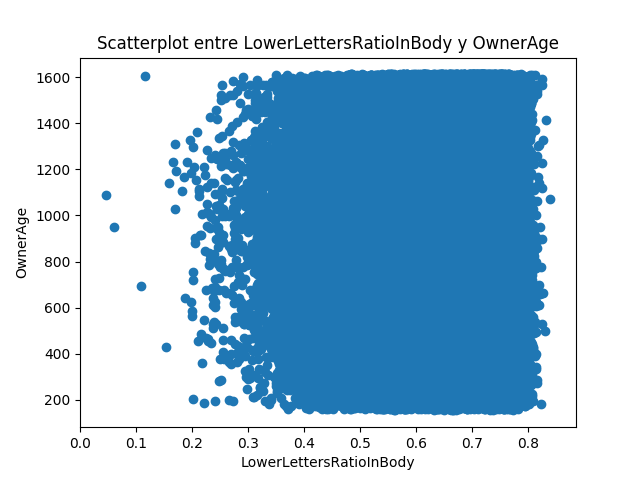 Scatterplot entre LowerLettersRatioInBody y OwnerAge
1600
1400
1200
1000
800
600
400
200
OwnerAge
0.0 0.1 0.2 0.3 0.4 0.5 0.6 0.7 0.8
LowerLettersRatioInBody